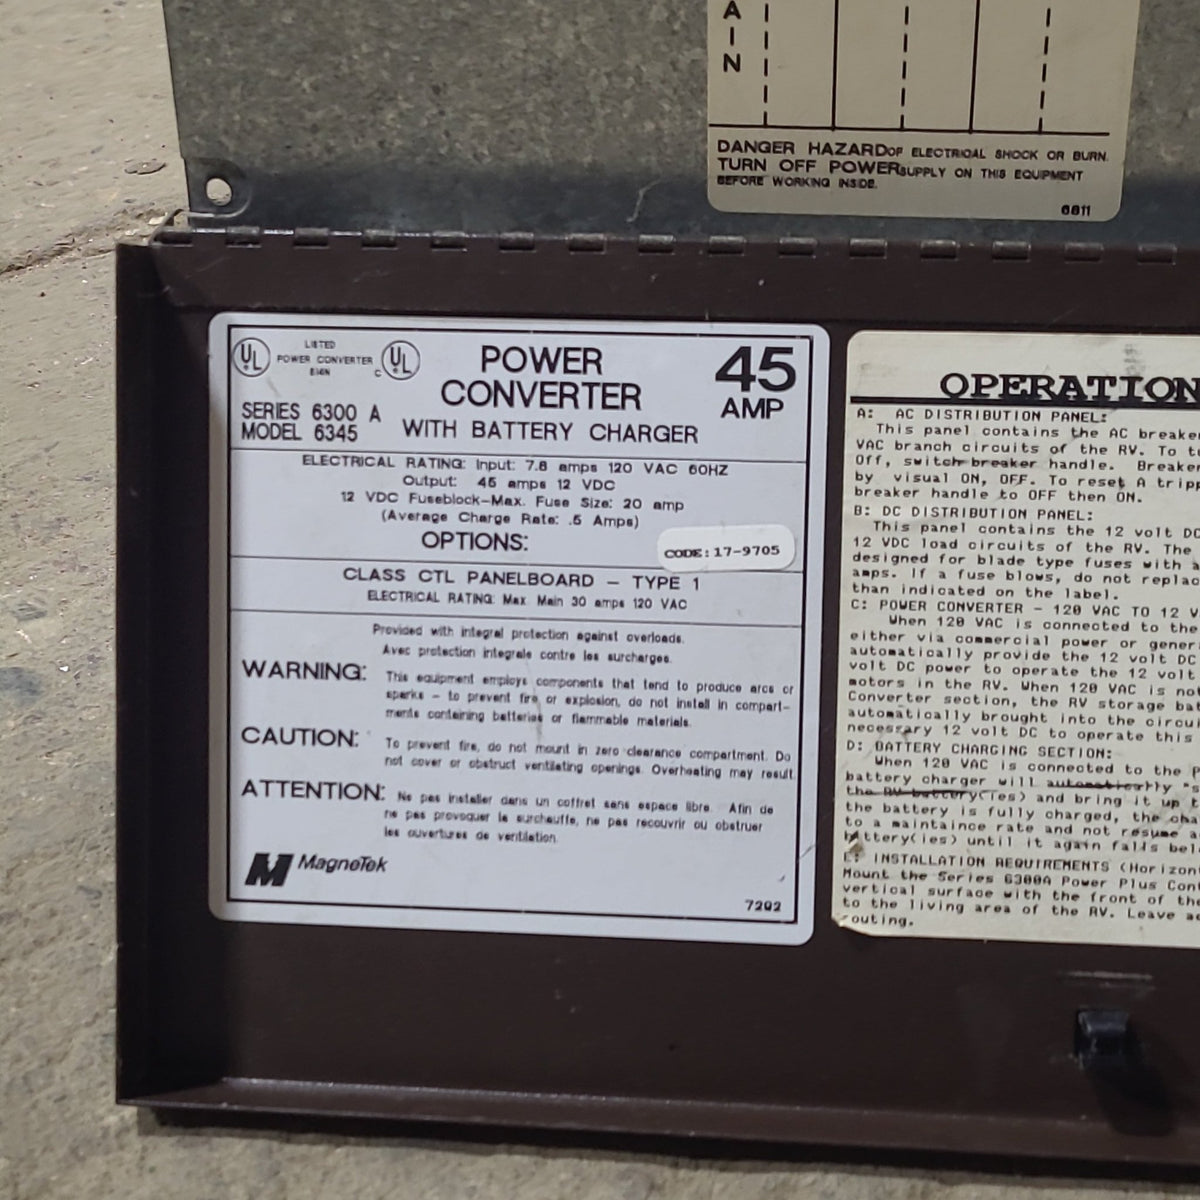 A
I
N
DANGER HAZARD OF ELECTRICAL SHOCK OR BURN.
TURN OFF POWER SUPPLY ON THIS EQUIPMENT
BEFORE WORKING INSIDE.
6811
UL
LISTED
POWER CONVERTER
E14N
C UL
POWER
CONVERTER
WITH BATTERY CHARGER
45
AMP
SERIES 6300 A
MODEL 6345
ELECTRICAL RATING: Input: 7.8 amps 120 VAC 60HZ
Output: 45 amps 12 VDC
12 VDC Fuseblock-Max. Fuse Size: 20 amp
(Average Charge Rate: .5 Amps)
OPTIONS:
CODE: 17-9705
CLASS CTL PANELBOARD - TYPE 1
ELECTRICAL RATING: Max. Main 30 amps 120 VAC
Provided with integral protection against overloads.
Avec protection integrale contre les surcharges.
WARNING: This equipment employs components that tend to produce arcs or
sparks - to prevent fire or explosion, do not install in compart-
ments containing batteries or flammable materials.
CAUTION: To prevent fire, do not mount in zero clearance compartment. Do
not cover or obstruct ventilating openings. Overheating may result.
ATTENTION: Ne pas installer dans un coffret sans espace libre. Afin de
ne pas provoquer la surchauffe, ne pas recouvrir ou obstruer
les ouvertures de ventilation.
MagneTek
7202
OPERATION
A: AC DISTRIBUTION PANEL:
This panel contains the AC breaker
VAC branch circuits of the RV. To
Off, switch breaker handle. Breaker
by visual ON, OFF. To reset A
breaker handle to OFF then ON.
B: DC DISTRIBUTION PANEL:
This panel contains the 12 volt DC
12 VDC load circuits of the RV. The
designed for blade type fuses with
amps. If a fuse blows, do not
than indicated on the label.
C: POWER CONVERTER - 120 VAC TO 12
When 120 VAC is connected to the
either via commercial power or
automatically provide the 12 volt DC
volt DC power to operate the 12 volt
motors in the RV. When 120 VAC is
Converter section, the RV storage
automatically brought into the
necessary 12 volt DC to operate this
D: BATTERY CHARGING SECTION:
When 120 VAC is connected to the
battery charger will automatically
the RV battery(ies) and bring it up
the battery is fully charged, the
to a maintaince rate and not resume
battery(ies) until it again falls
E: INSTALLATION REQUIREMENTS
Mount the Series 6300A Power Plus
vertical surface with the front of the
to the living area of the RV. Leave
outing.